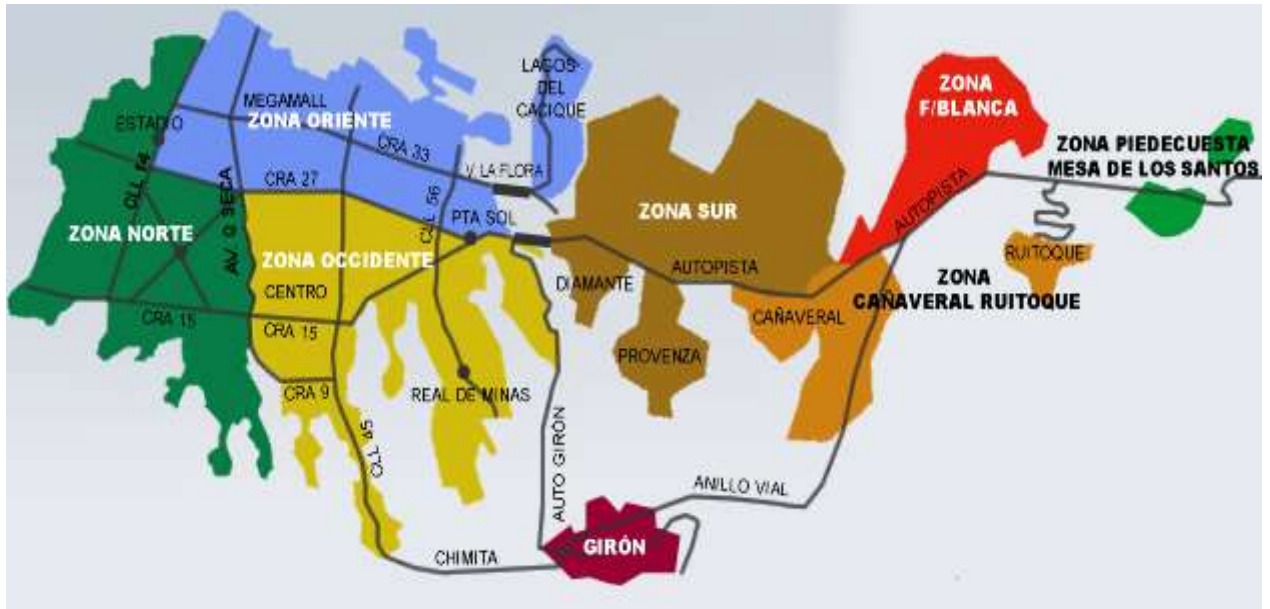 LAGOS
DEL
CACIQUE
ZONA
F/BLANCA
MEGAMALL
ZONA ORIENTE
ESTADIO
CRA 33
ZONA PIEDECUESTA
MESA DE LOS SANTOS
V. LA FLORA
CLL 14
CRA 27
AV. Q SECA
CLL 56
PTA SOL
ZONA SUR
AUTOPISTA
ZONA NORTE
ZONA OCCIDENTE
CENTRO
DIAMANTE
AUTOPISTA
RUITOQUE
ZONA
CAÑAVERAL RUITOQUE
CAÑAVERAL
CRA 15
CRA 15
PROVENZA
CRA 9
REAL DE MINAS
CLL 45
AUTO GIRÓN
ANILLO VIAL
GIRÓN
CHIMITA